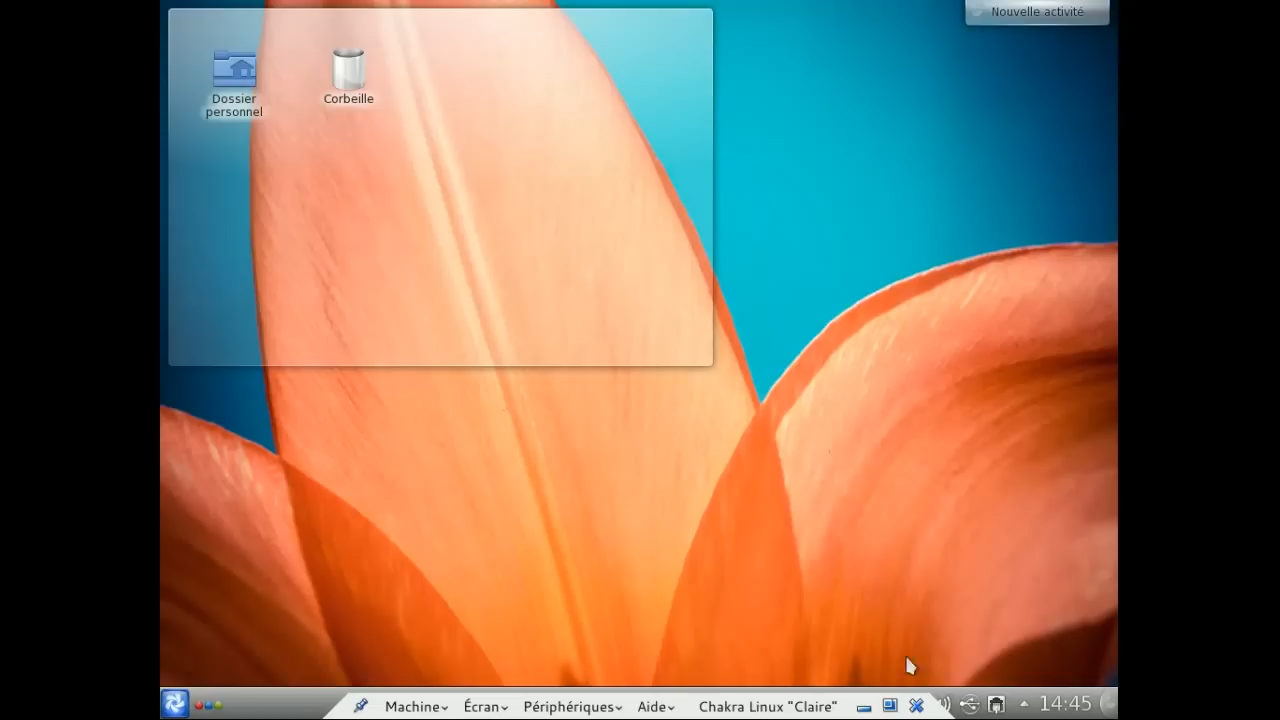 Nouvelle activité
Dossier
personnel
Corbeille
Machine
Écran
Périphériques
Aide
Chakra Linux "Claire"
14:45